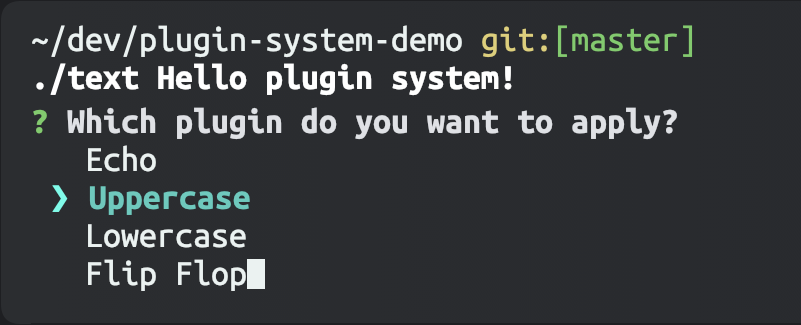 ~/dev/plugin-system-demo git:[master]
./text Hello plugin system!
? Which plugin do you want to apply?
Echo
❯ Uppercase
Lowercase
Flip Flop